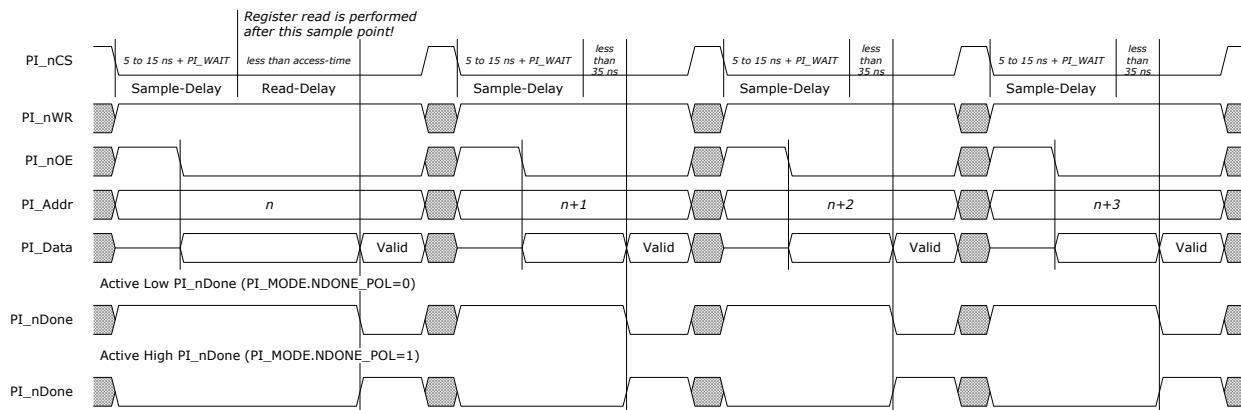 Register read is performed
after this sample point!
PI_nCS
5 to 15 ns + PI_WAIT
less than access-time
5 to 15 ns + PI_WAIT
less
than
35 ns
5 to 15 ns + PI_WAIT
less
than
35 ns
5 to 15 ns + PI_WAIT
less
than
35 ns
Sample-Delay
Read-Delay
Sample-Delay
Sample-Delay
Sample-Delay
PI_nWR
PI_nOE
PI_Addr
n
n+1
n+2
n+3
PI_Data
Valid
Valid
Valid
Valid
Active Low PI_nDone (PI_MODE.NDONE_POL=0)
PI_nDone
Active High PI_nDone (PI_MODE.NDONE_POL=1)
PI_nDone